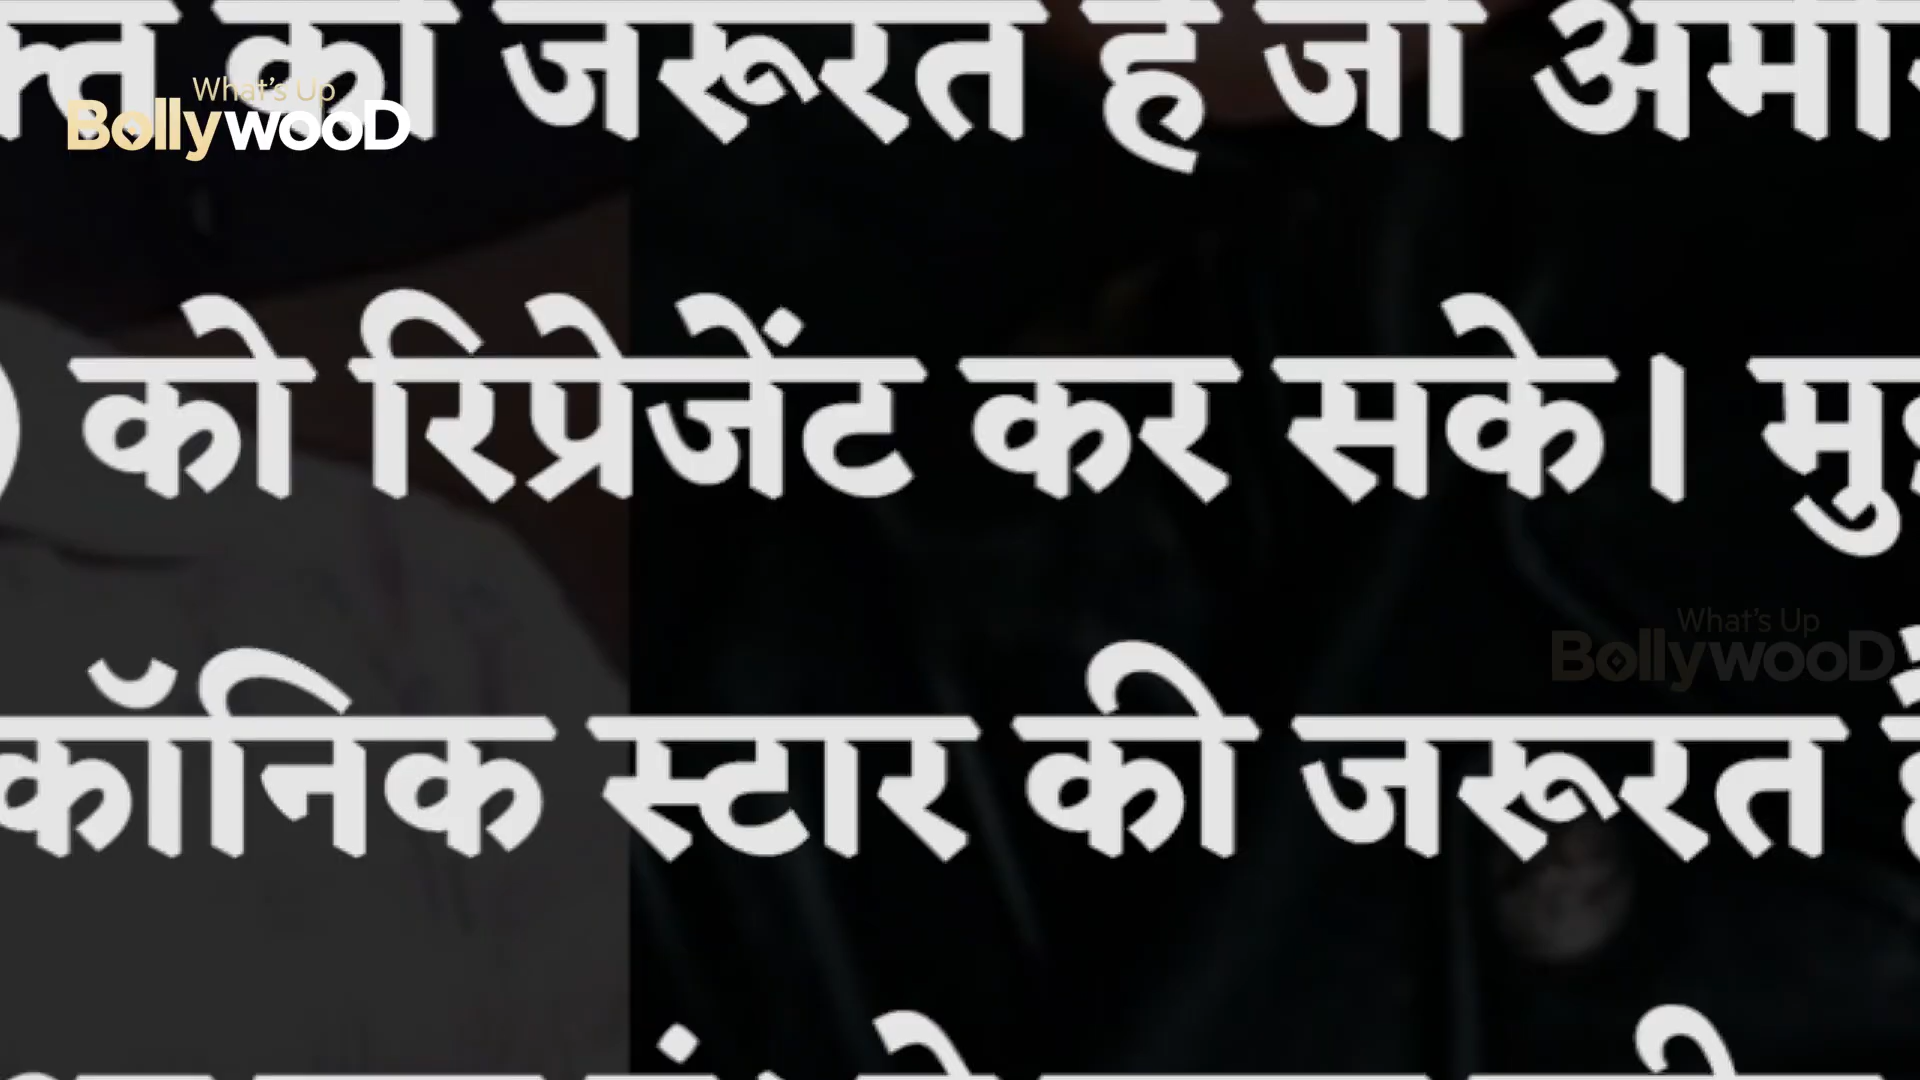 की जरूरत है जो
What's Up
BollywooD
को रिप्रेजेंट कर सके।
What's Up
BollywooD
कॉनिक स्टार की जरूरत है